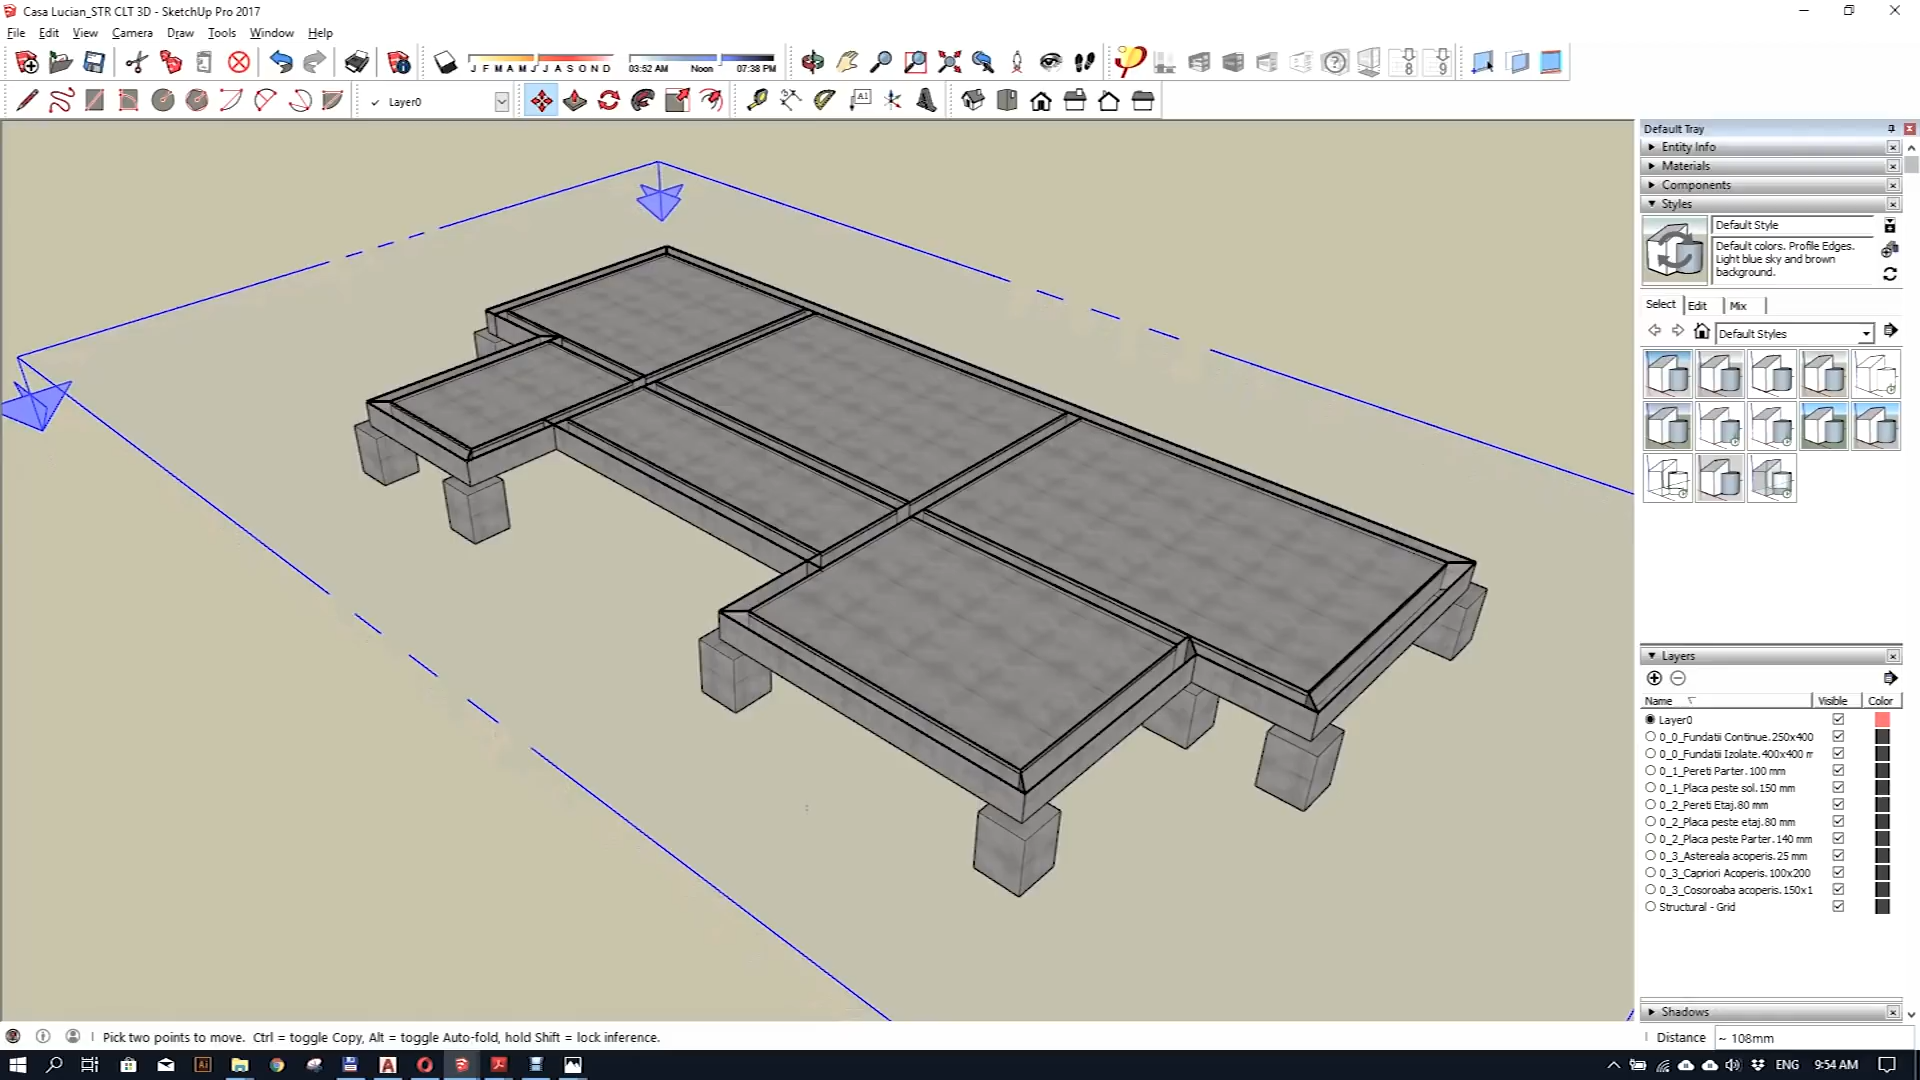 Casa Lucian_STR CLT 3D - SketchUp Pro 2017
File Edit View Camera Draw Tools Window Help
J F M A M J J A S O N D
03:52 AM Noon 07:38 PM
8 9
Layer0
A1
Default Tray
Entity Info
Materials
Components
Styles
Default Style
Default colors. Profile Edges.
Light blue sky and brown
background.
Select Edit Mix
Default Styles
Layers
Name Visible Color
Layer0
0_0_Fundatii Continue.250x400
0_0_Fundatii Izolate.400x400 m
0_1_Pereti Parter.100 mm
0_1_Placa peste sol.150 mm
0_2_Pereti Etaj.80 mm
0_2_Placa peste etaj.80 mm
0_2_Placa peste Parter.140 mm
0_3_Astereala acoperis.25 mm
0_3_Capriori Acoperis.100x200
0_3_Cosoroaba acoperis.150x1
Structural - Grid
Shadows
Pick two points to move. Ctrl = toggle Copy, Alt = toggle Auto-fold, hold Shift = lock inference.
Distance ~ 108mm
ENG 9:54 AM